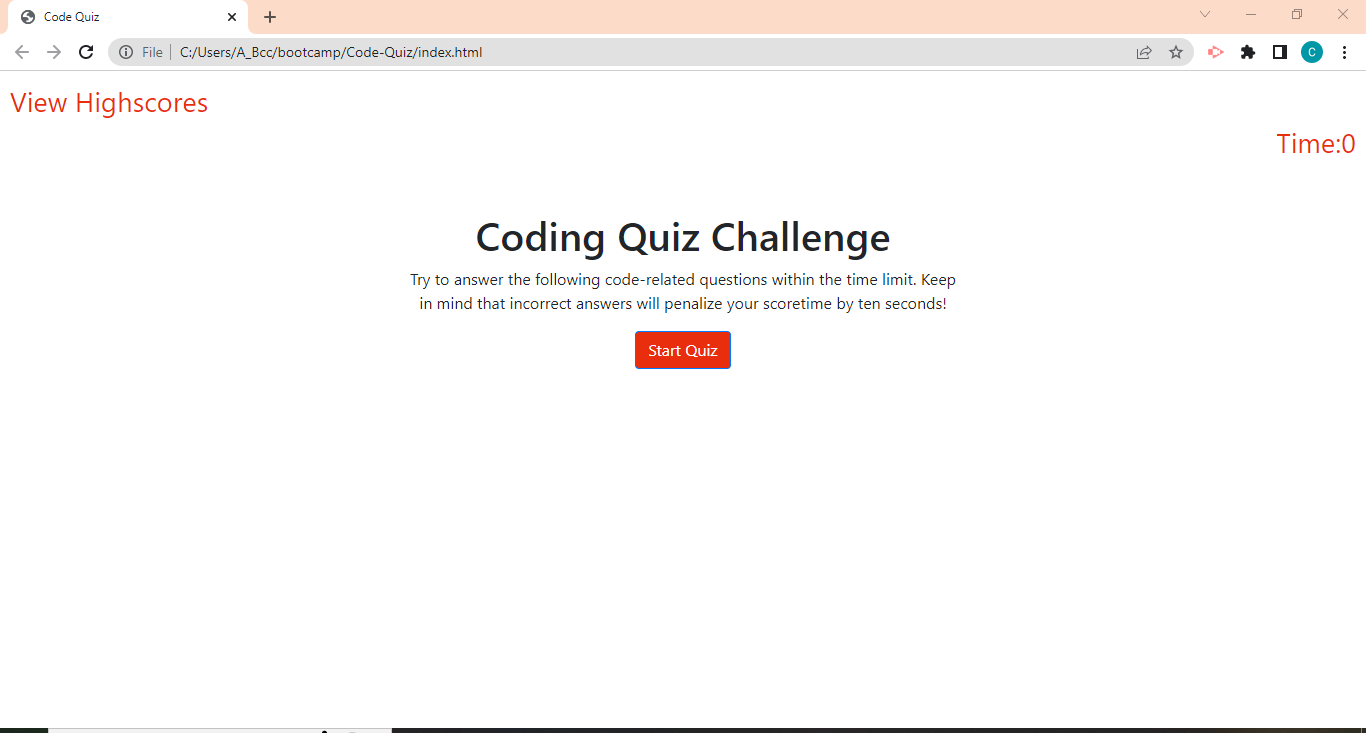 Code Quiz
File
C:/Users/A_Bcc/bootcamp/Code-Quiz/index.html
C
View Highscores
Time:0
Coding Quiz Challenge
Try to answer the following code-related questions within the time limit. Keep
in mind that incorrect answers will penalize your scoretime by ten seconds!
Start Quiz